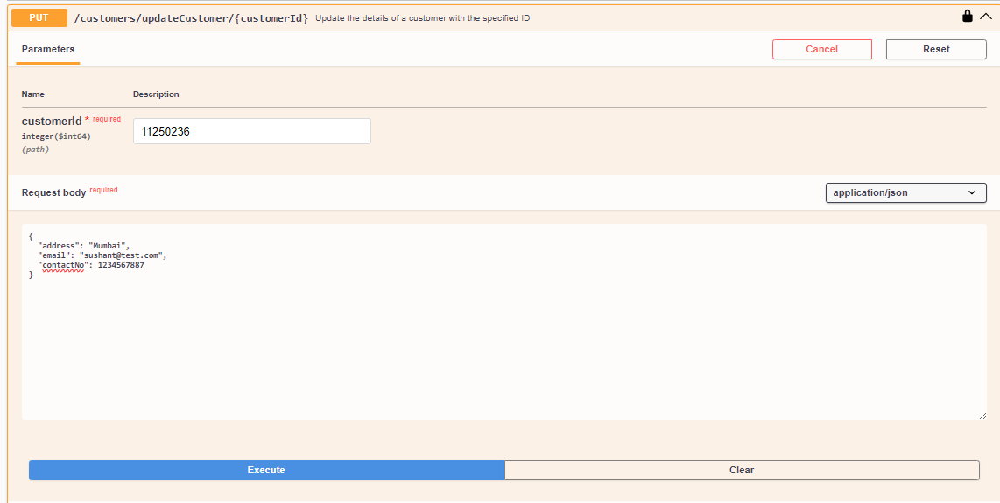 PUT /customers/updateCustomer/{customerId} Update the details of a customer with the specified ID
Parameters
Cancel
Reset
Name Description
customerId * required
integer($int64)
(path)
11250236
Request body required
application/json
{
  "address": "Mumbai",
  "email": "sushant@test.com",
  "contactNo": 1234567887
}
Execute
Clear